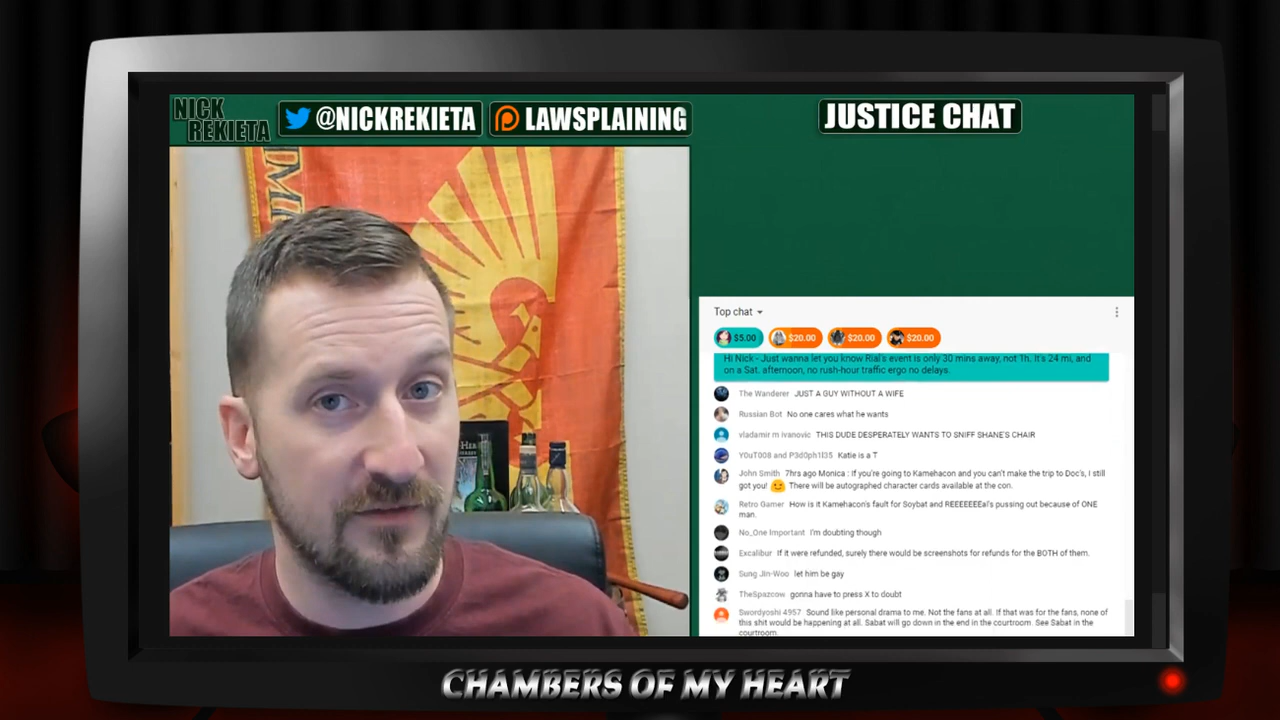 NICK
REKIETA
@NICKREKIETA
LAWSPLAINING
JUSTICE CHAT
Top chat
$5.00
$20.00
$20.00
$20.00
Hi Nick - Just wanna let you know Rial's event is only 30 mins away, not 1h. It's 24 mi, and
on a Sat. afternoon, no rush-hour traffic ergo no delays.
The Wanderer JUST A GUY WITHOUT A WIFE
Russian Bot No one cares what he wants
vladamir m ivanovic THIS DUDE DESPERATELY WANTS TO SNIFF SHANE'S CHAIR
Y0uT008 and P3d0ph1l35 Katie is a T
John Smith 7hrs ago Monica : If you're going to Kamehacon and you can't make the trip to Doc's, I still
got you! 😉 There will be autographed character cards available at the con.
Retro Gamer How is it Kamehacon's fault for Soybat and REEEEEEEal's pussing out because of ONE
man.
No_One Important I'm doubting though
Excalibur If it were refunded, surely there would be screenshots for refunds for the BOTH of them.
Sung Jin-Woo let him be gay
TheSpazcow gonna have to press X to doubt
Swordyoshi 4957 Sound like personal drama to me. Not the fans at all. If that was for the fans, none of
this shit would be happening at all. Sabat will go down in the end in the courtroom. See Sabat in the
courtroom.
CHAMBERS OF MY HEART